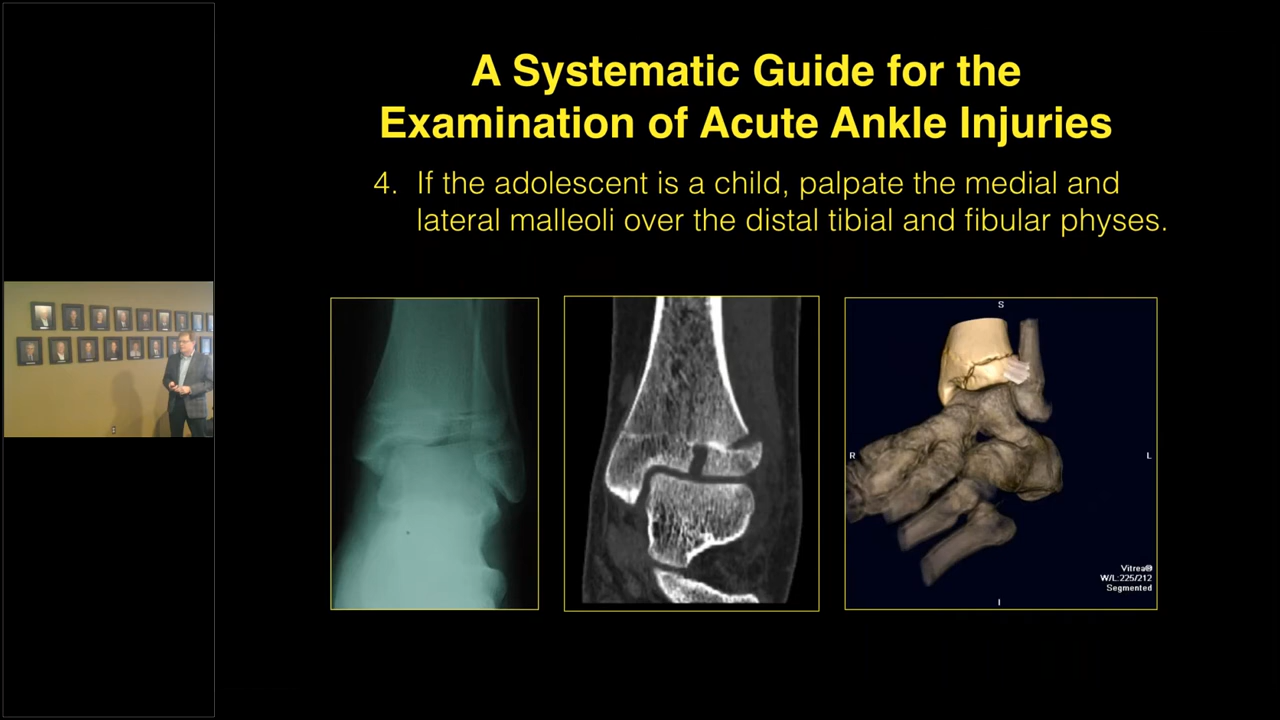 A Systematic Guide for the
Examination of Acute Ankle Injuries
4. If the adolescent is a child, palpate the medial and
lateral malleoli over the distal tibial and fibular physes.
S
R
L
Vitrea®
W/L:225/212
Segmented
I